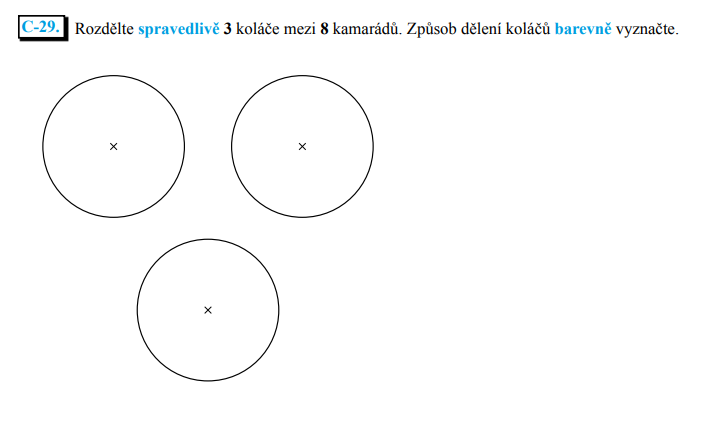 C-29. Rozdělte spravedlivě 3 koláče mezi 8 kamarádů. Způsob dělení koláčů barevně vyznačte.